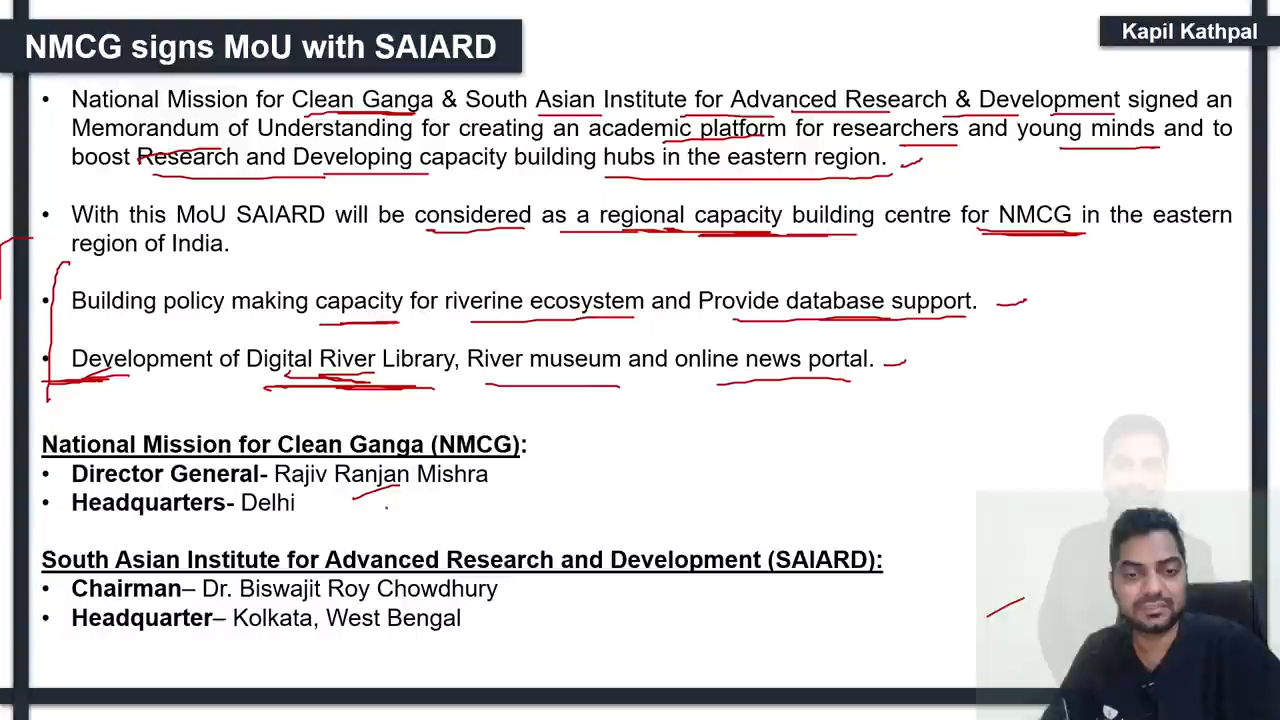 NMCG signs MoU with SAIARD
Kapil Kathpal
• National Mission for Clean Ganga & South Asian Institute for Advanced Research & Development signed an
Memorandum of Understanding for creating an academic platform for researchers and young minds and to
boost Research and Developing capacity building hubs in the eastern region.
• With this MoU SAIARD will be considered as a regional capacity building centre for NMCG in the eastern
region of India.
• Building policy making capacity for riverine ecosystem and Provide database support.
• Development of Digital River Library, River museum and online news portal.
National Mission for Clean Ganga (NMCG):
• Director General- Rajiv Ranjan Mishra
• Headquarters- Delhi
South Asian Institute for Advanced Research and Development (SAIARD):
• Chairman– Dr. Biswajit Roy Chowdhury
• Headquarter– Kolkata, West Bengal